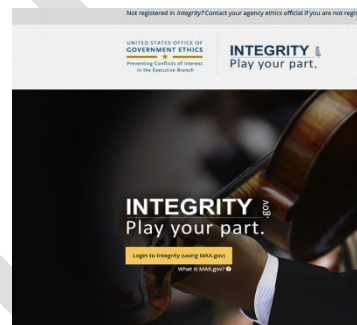 Not registered in Integrity? Contact your agency ethics official if you are not regi
UNITED STATES OFFICE OF
GOVERNMENT ETHICS
Preventing Conflicts of Interest
in the Executive Branch
INTEGRITY .gov
Play your part.
INTEGRITY .gov
Play your part.
Login to Integrity (using MAX.gov)
What is MAX.gov? ?